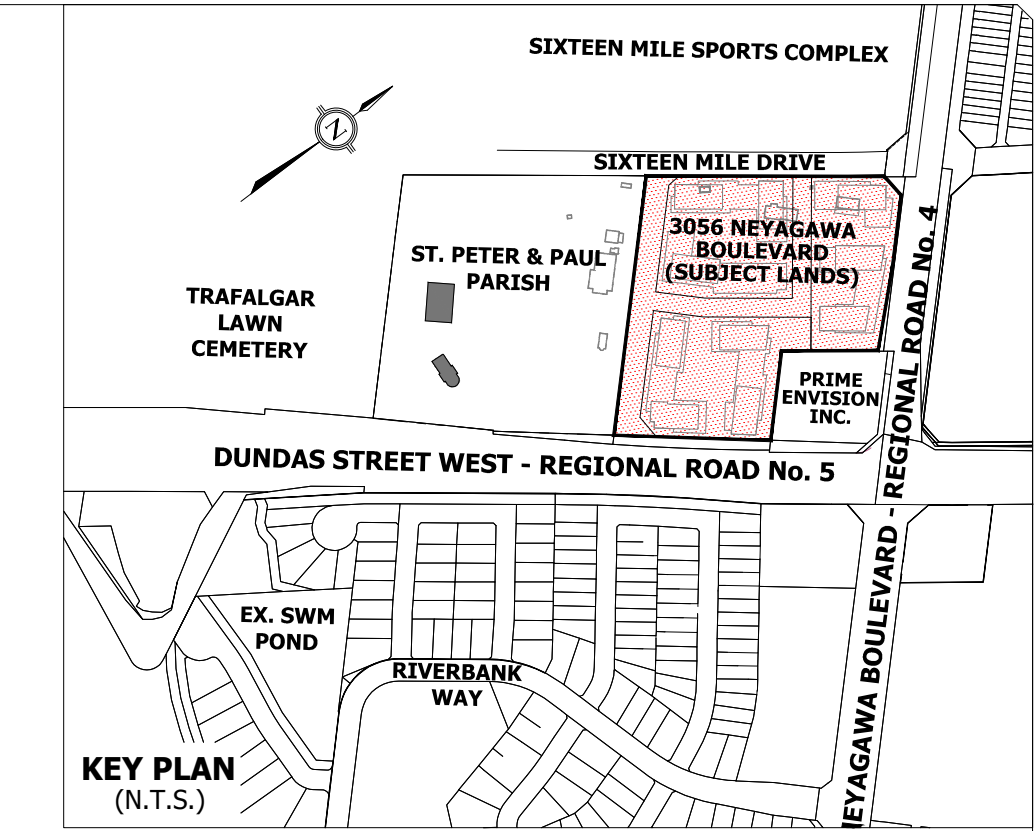 SIXTEEN MILE SPORTS COMPLEX
N
SIXTEEN MILE DRIVE
3056 NEYAGAWA
BOULEVARD
(SUBJECT LANDS)
ST. PETER & PAUL
PARISH
TRAFALGAR
LAWN
CEMETERY
PRIME
ENVISION
INC.
DUNDAS STREET WEST - REGIONAL ROAD No. 5
NEYAGAWA BOULEVARD - REGIONAL ROAD No. 4
EX. SWM
POND
RIVERBANK
WAY
KEY PLAN
(N.T.S.)